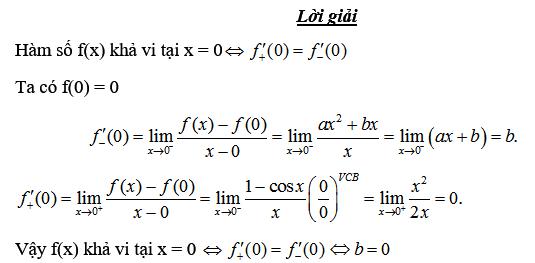 Lời giải
Hàm số f(x) khả vi tại x = 0 ⇔ f′₊(0) = f′₋(0)
Ta có f(0) = 0
f′₋(0) = lim_{x→0⁻} (f(x) − f(0))/(x − 0) = lim_{x→0⁻} (ax² + bx)/x = lim_{x→0⁻} (ax + b) = b.
f′₊(0) = lim_{x→0⁺} (f(x) − f(0))/(x − 0) = lim_{x→0⁻} (1 − cosx)/x (0/0)^{VCB} = lim_{x→0⁺} x²/2x = 0.
Vậy f(x) khả vi tại x = 0 ⇔ f′₊(0) = f′₋(0) ⇔ b = 0